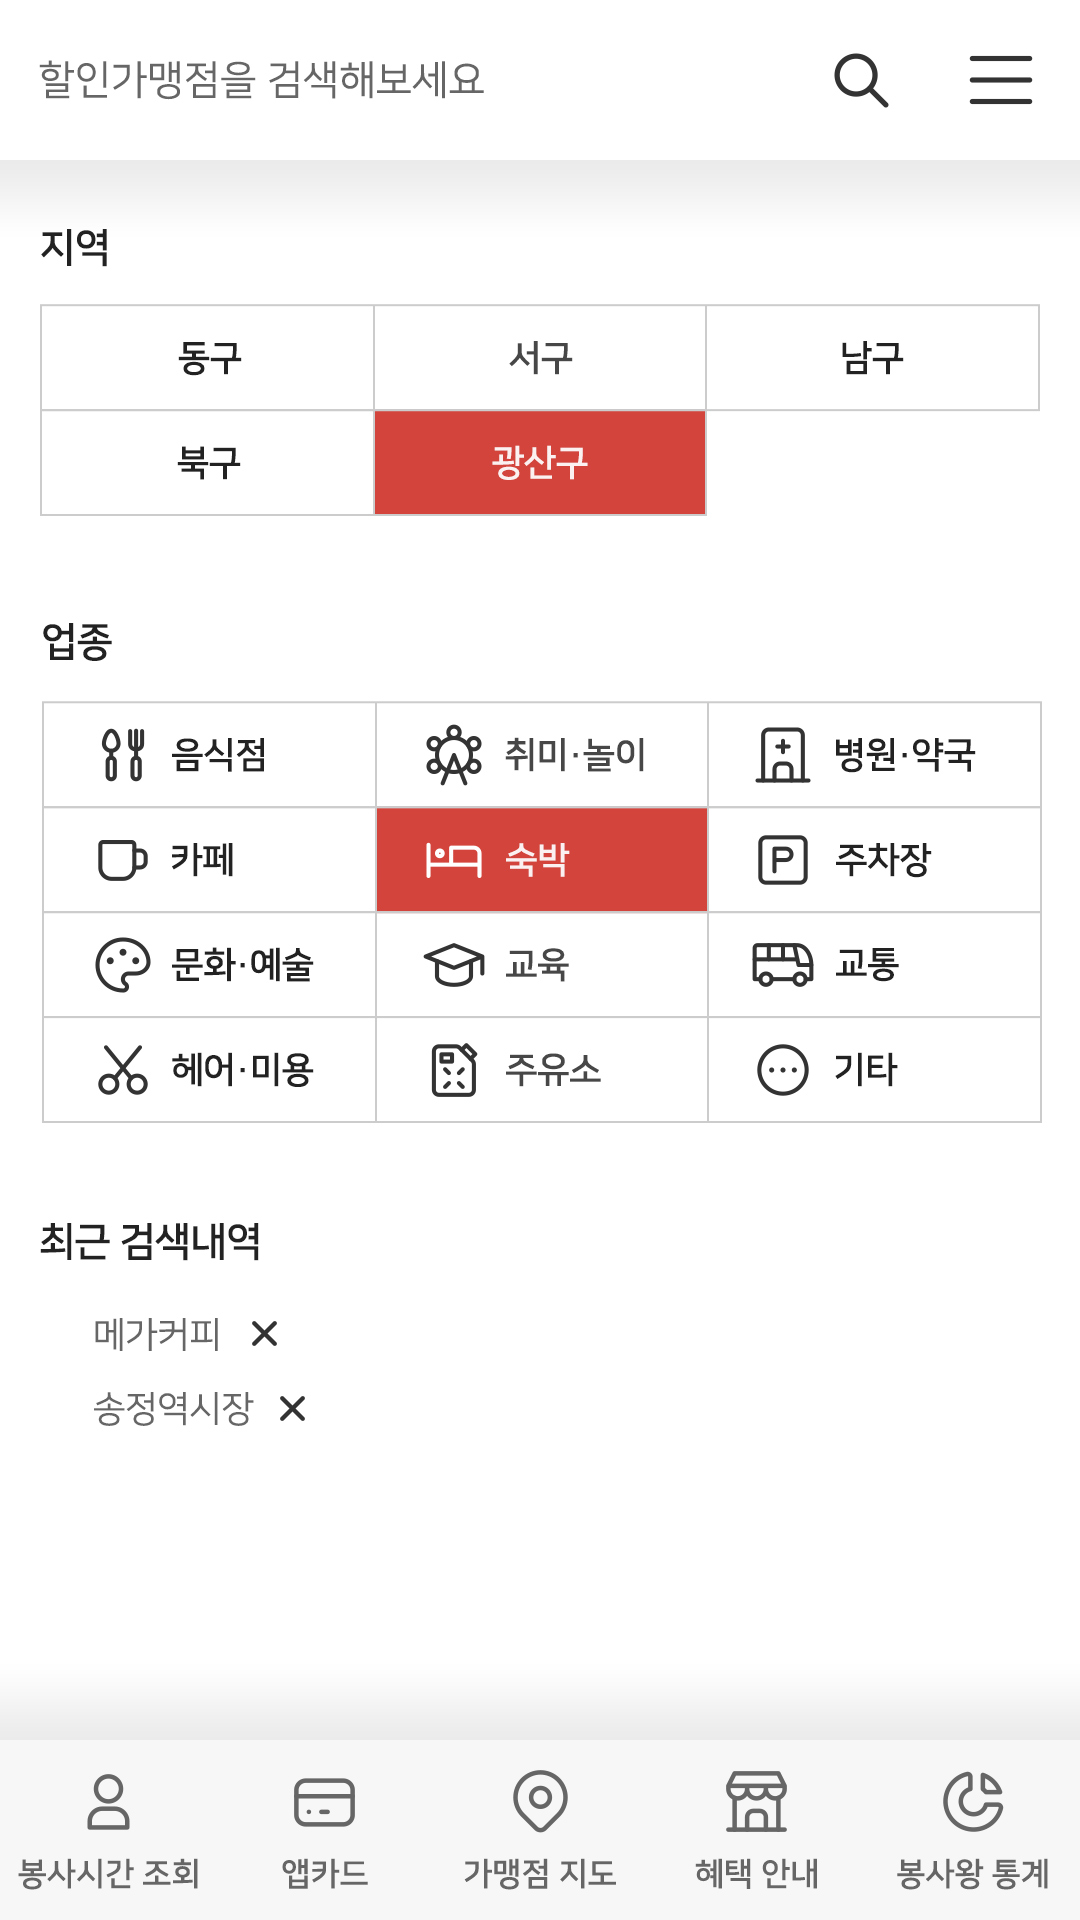 할인가맹점을 검색해보세요
지역
동구 서구 남구
북구 광산구
업종
음식점 취미·놀이 병원·약국
카페 숙박 P 주차장
문화·예술 교육 교통
헤어·미용 주유소 기타
최근 검색내역
메가커피
송정역시장
봉사시간 조회 앱카드 가맹점 지도 혜택 안내 봉사왕 통계